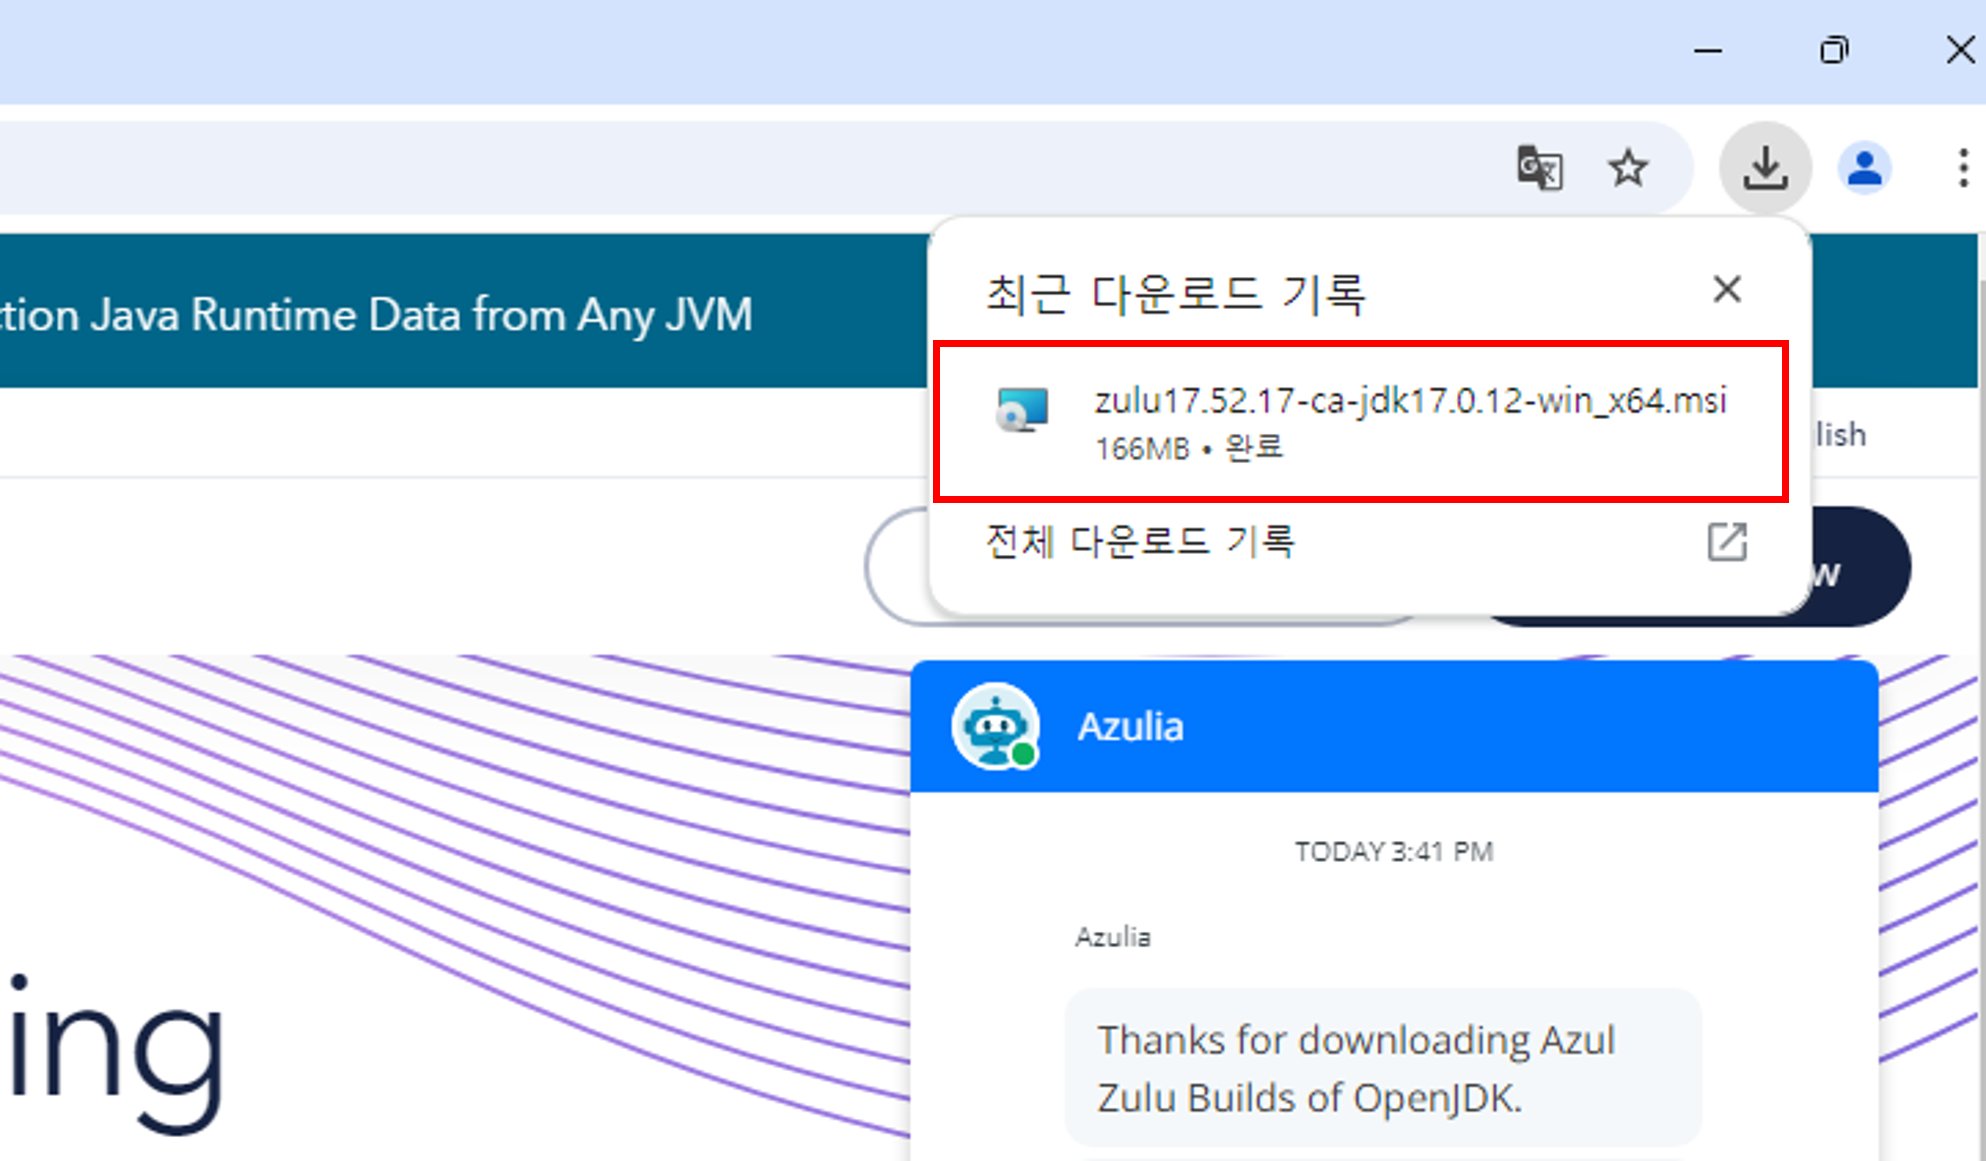 최근 다운로드 기록
ction Java Runtime Data from Any JVM
zulu17.52.17-ca-jdk17.0.12-win_x64.msi
166MB • 완료
lish
전체 다운로드 기록
w
Azulia
TODAY 3:41 PM
Azulia
ing
Thanks for downloading Azul
Zulu Builds of OpenJDK.